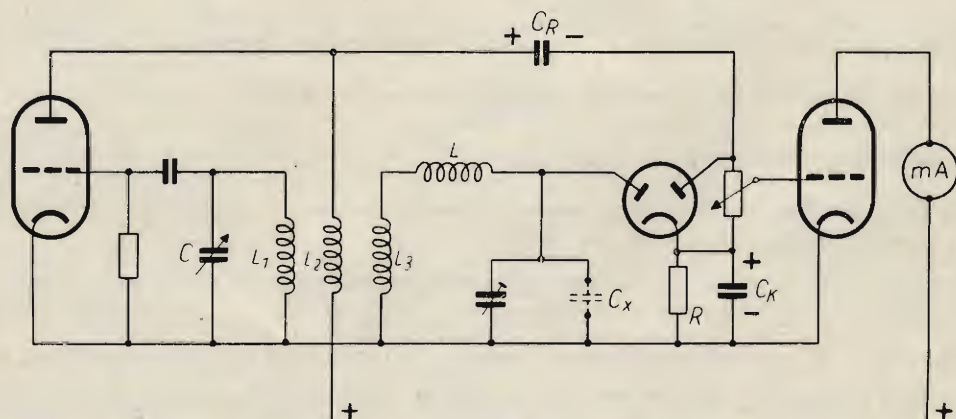 + C_R −
L
mA
C
L_1
L_2
L_3
C_x
R
+
C_K
−
+
+